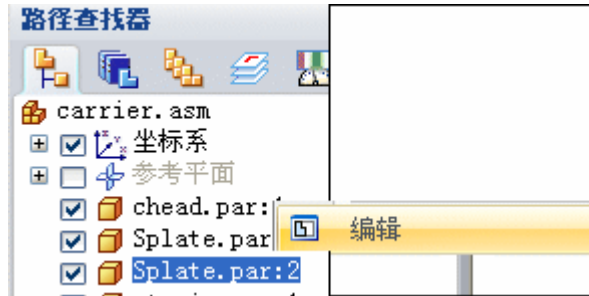 路径查找器
carrier.asm
坐标系
参考平面
chead.par:
Splate.par
编辑
Splate.par:2